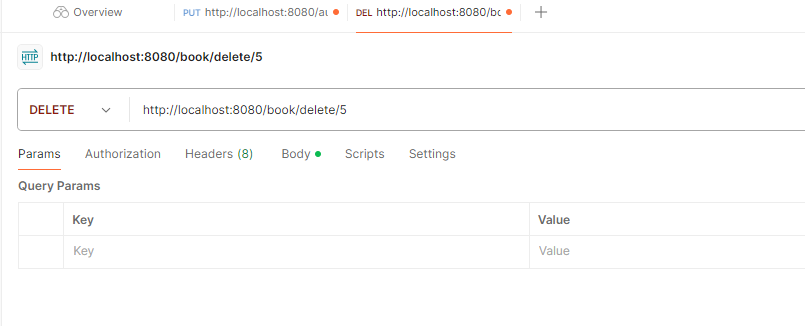 Overview PUT http://localhost:8080/au DEL http://localhost:8080/bo
HTTP http://localhost:8080/book/delete/5
DELETE http://localhost:8080/book/delete/5
Params Authorization Headers (8) Body Scripts Settings
Query Params
Key Value
Key Value